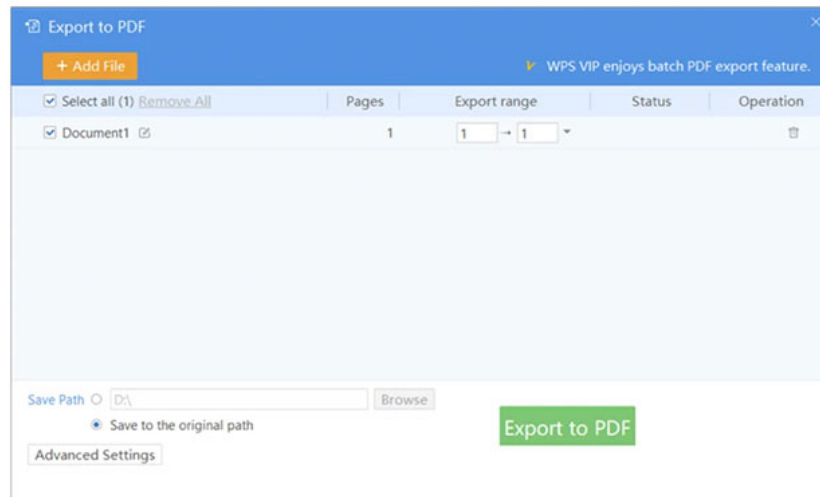 Export to PDF
+ Add File
WPS VIP enjoys batch PDF export feature.
Select all (1) Remove All Pages Export range Status Operation
Document1 1 1 → 1
Save Path D:\ Browse
Save to the original path
Export to PDF
Advanced Settings